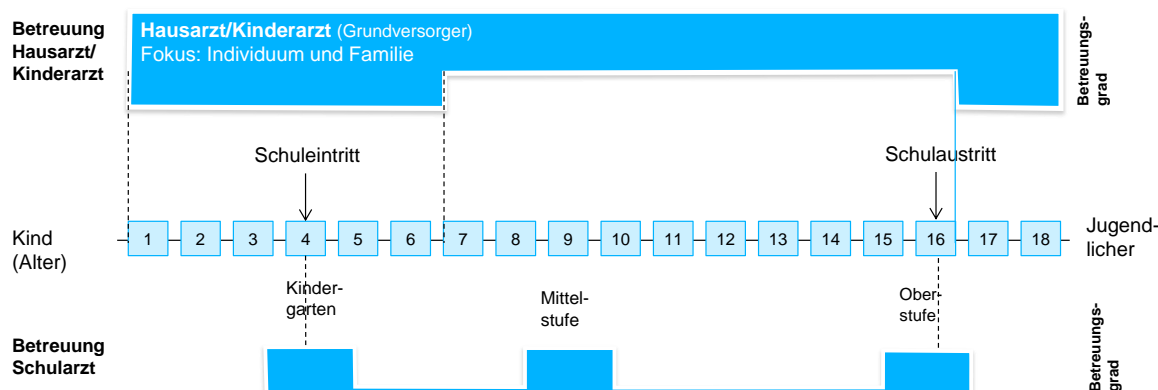 Betreuung
Hausarzt/
Kinderarzt
Hausarzt/Kinderarzt (Grundversorger)
Fokus: Individuum und Familie
Betreuungs-
grad
Schuleintritt
Schulaustritt
Kind
(Alter)
1 2 3 4 5 6 7 8 9 10 11 12 13 14 15 16 17 18
Jugend-
licher
Kinder-
garten
Mittel-
stufe
Ober-
stufe
Betreuung
Schularzt
Betreuungs-
grad